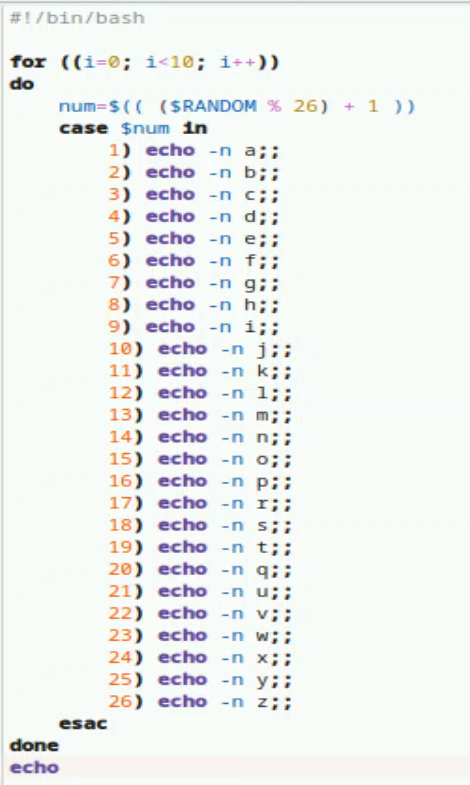 #!/bin/bash
for ((i=0; i<10; i++))
do
num=$(( ($RANDOM % 26) + 1 ))
case $num in
1) echo -n a;;
2) echo -n b;;
3) echo -n c;;
4) echo -n d;;
5) echo -n e;;
6) echo -n f;;
7) echo -n g;;
8) echo -n h;;
9) echo -n i;;
10) echo -n j;;
11) echo -n k;;
12) echo -n l;;
13) echo -n m;;
14) echo -n n;;
15) echo -n o;;
16) echo -n p;;
17) echo -n r;;
18) echo -n s;;
19) echo -n t;;
20) echo -n q;;
21) echo -n u;;
22) echo -n v;;
23) echo -n w;;
24) echo -n x;;
25) echo -n y;;
26) echo -n z;;
esac
done
echo